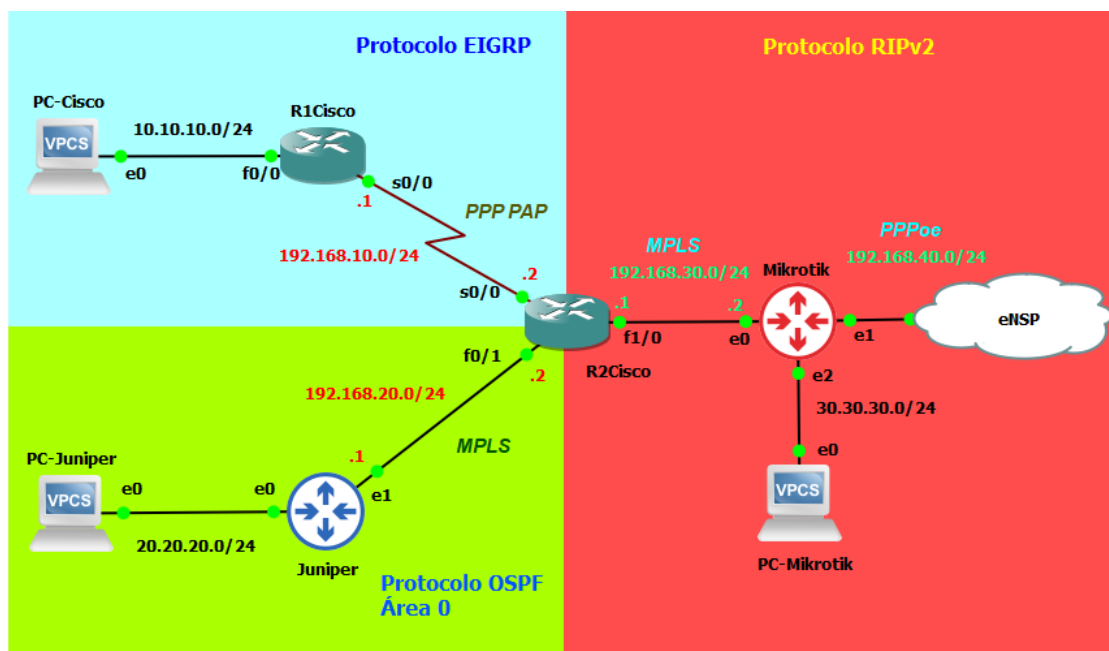 Protocolo EIGRP
PC-Cisco
VPCS
e0
10.10.10.0/24
f0/0
R1Cisco
s0/0
.1
PPP PAP
192.168.10.0/24
.2
s0/0
Protocolo RIPv2
MPLS
192.168.30.0/24
.1
f1/0
R2Cisco
.2
e0
Mikrotik
PPPoe
192.168.40.0/24
e1
eNSP
e2
30.30.30.0/24
e0
VPCS
PC-Mikrotik
f0/1
.2
192.168.20.0/24
MPLS
.1
e1
PC-Juniper
VPCS
e0
20.20.20.0/24
e0
Juniper
Protocolo OSPF
Área 0